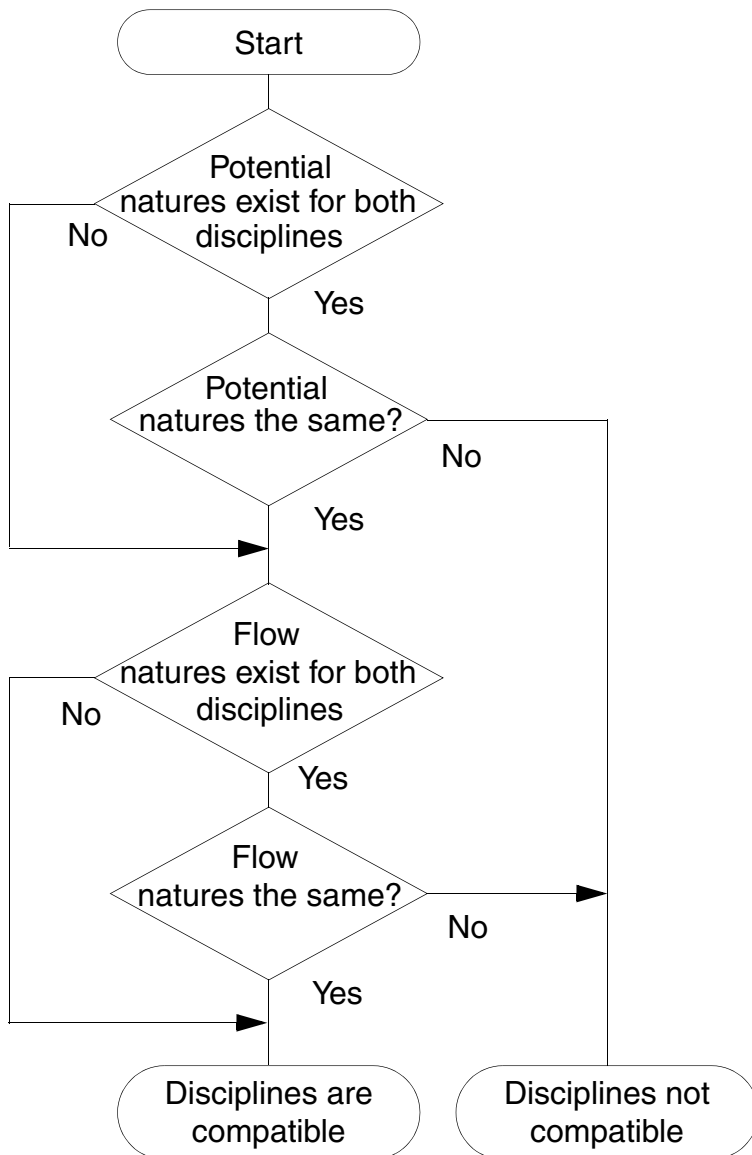 Start
Potential
natures exist for both
disciplines
No
Yes
Potential
natures the same?
No
Yes
Flow
natures exist for both
disciplines
No
Yes
Flow
natures the same?
No
Yes
Disciplines are
compatible
Disciplines not
compatible